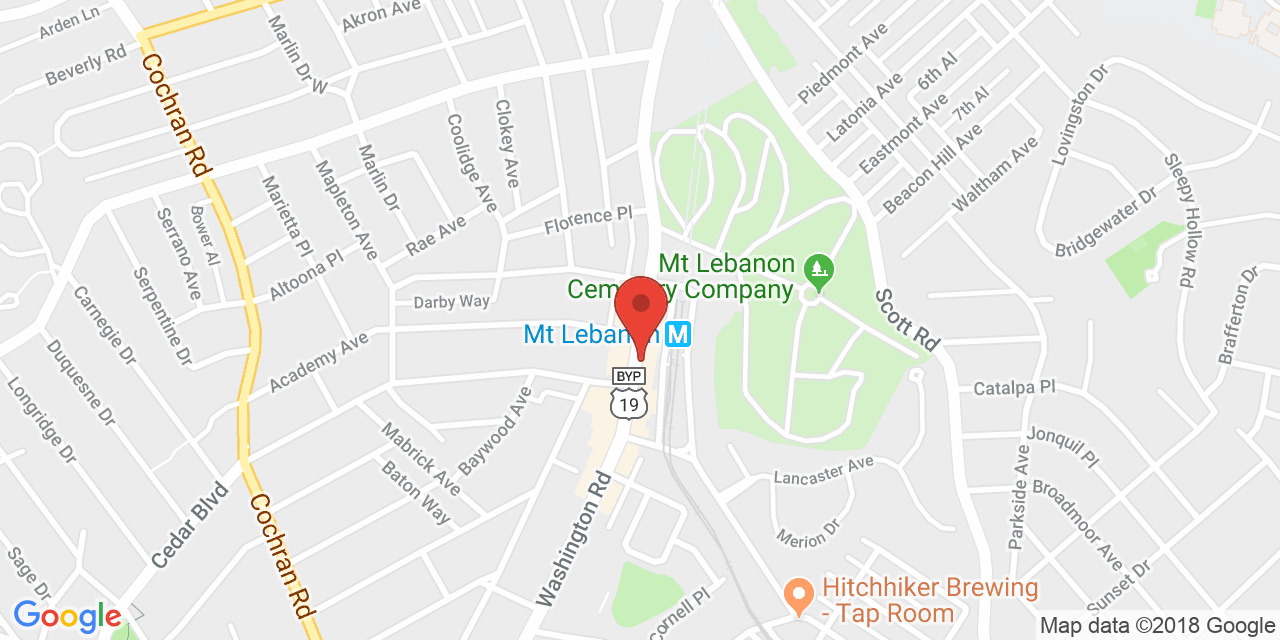 Arden Ln
Akron Ave
Beverly Rd
Marlin Dr W
Cochran Rd
Piedmont Ave
6th Al
Latonia Ave
7th Al
Eastmont Ave
Beacon Hill Ave
Waltham Ave
Lovingston Dr
Sleepy Hollow Rd
Bridgewater Dr
Brafferton Dr
Clokey Ave
Coolidge Ave
Marlin Dr
Mapleton Ave
Marietta Pl
Bower Al
Serrano Ave
Florence Pl
Rae Ave
Altoona Pl
Serpentine Dr
Carnegie Dr
Darby Way
Mt Lebanon
Cemetery Company
Mt Lebanon
M
Scott Rd
Academy Ave
Duquesne Dr
Longridge Dr
BYP
19
Catalpa Pl
Jonquil Pl
Baywood Ave
Mabrick Ave
Baton Way
Cedar Blvd
Cochran Rd
Washington Rd
Lancaster Ave
Merion Dr
Parkside Ave
Broadmoor Ave
Sunset Dr
Sage Dr
Cornell Pl
Hitchhiker Brewing
- Tap Room
Google
Map data ©2018 Google